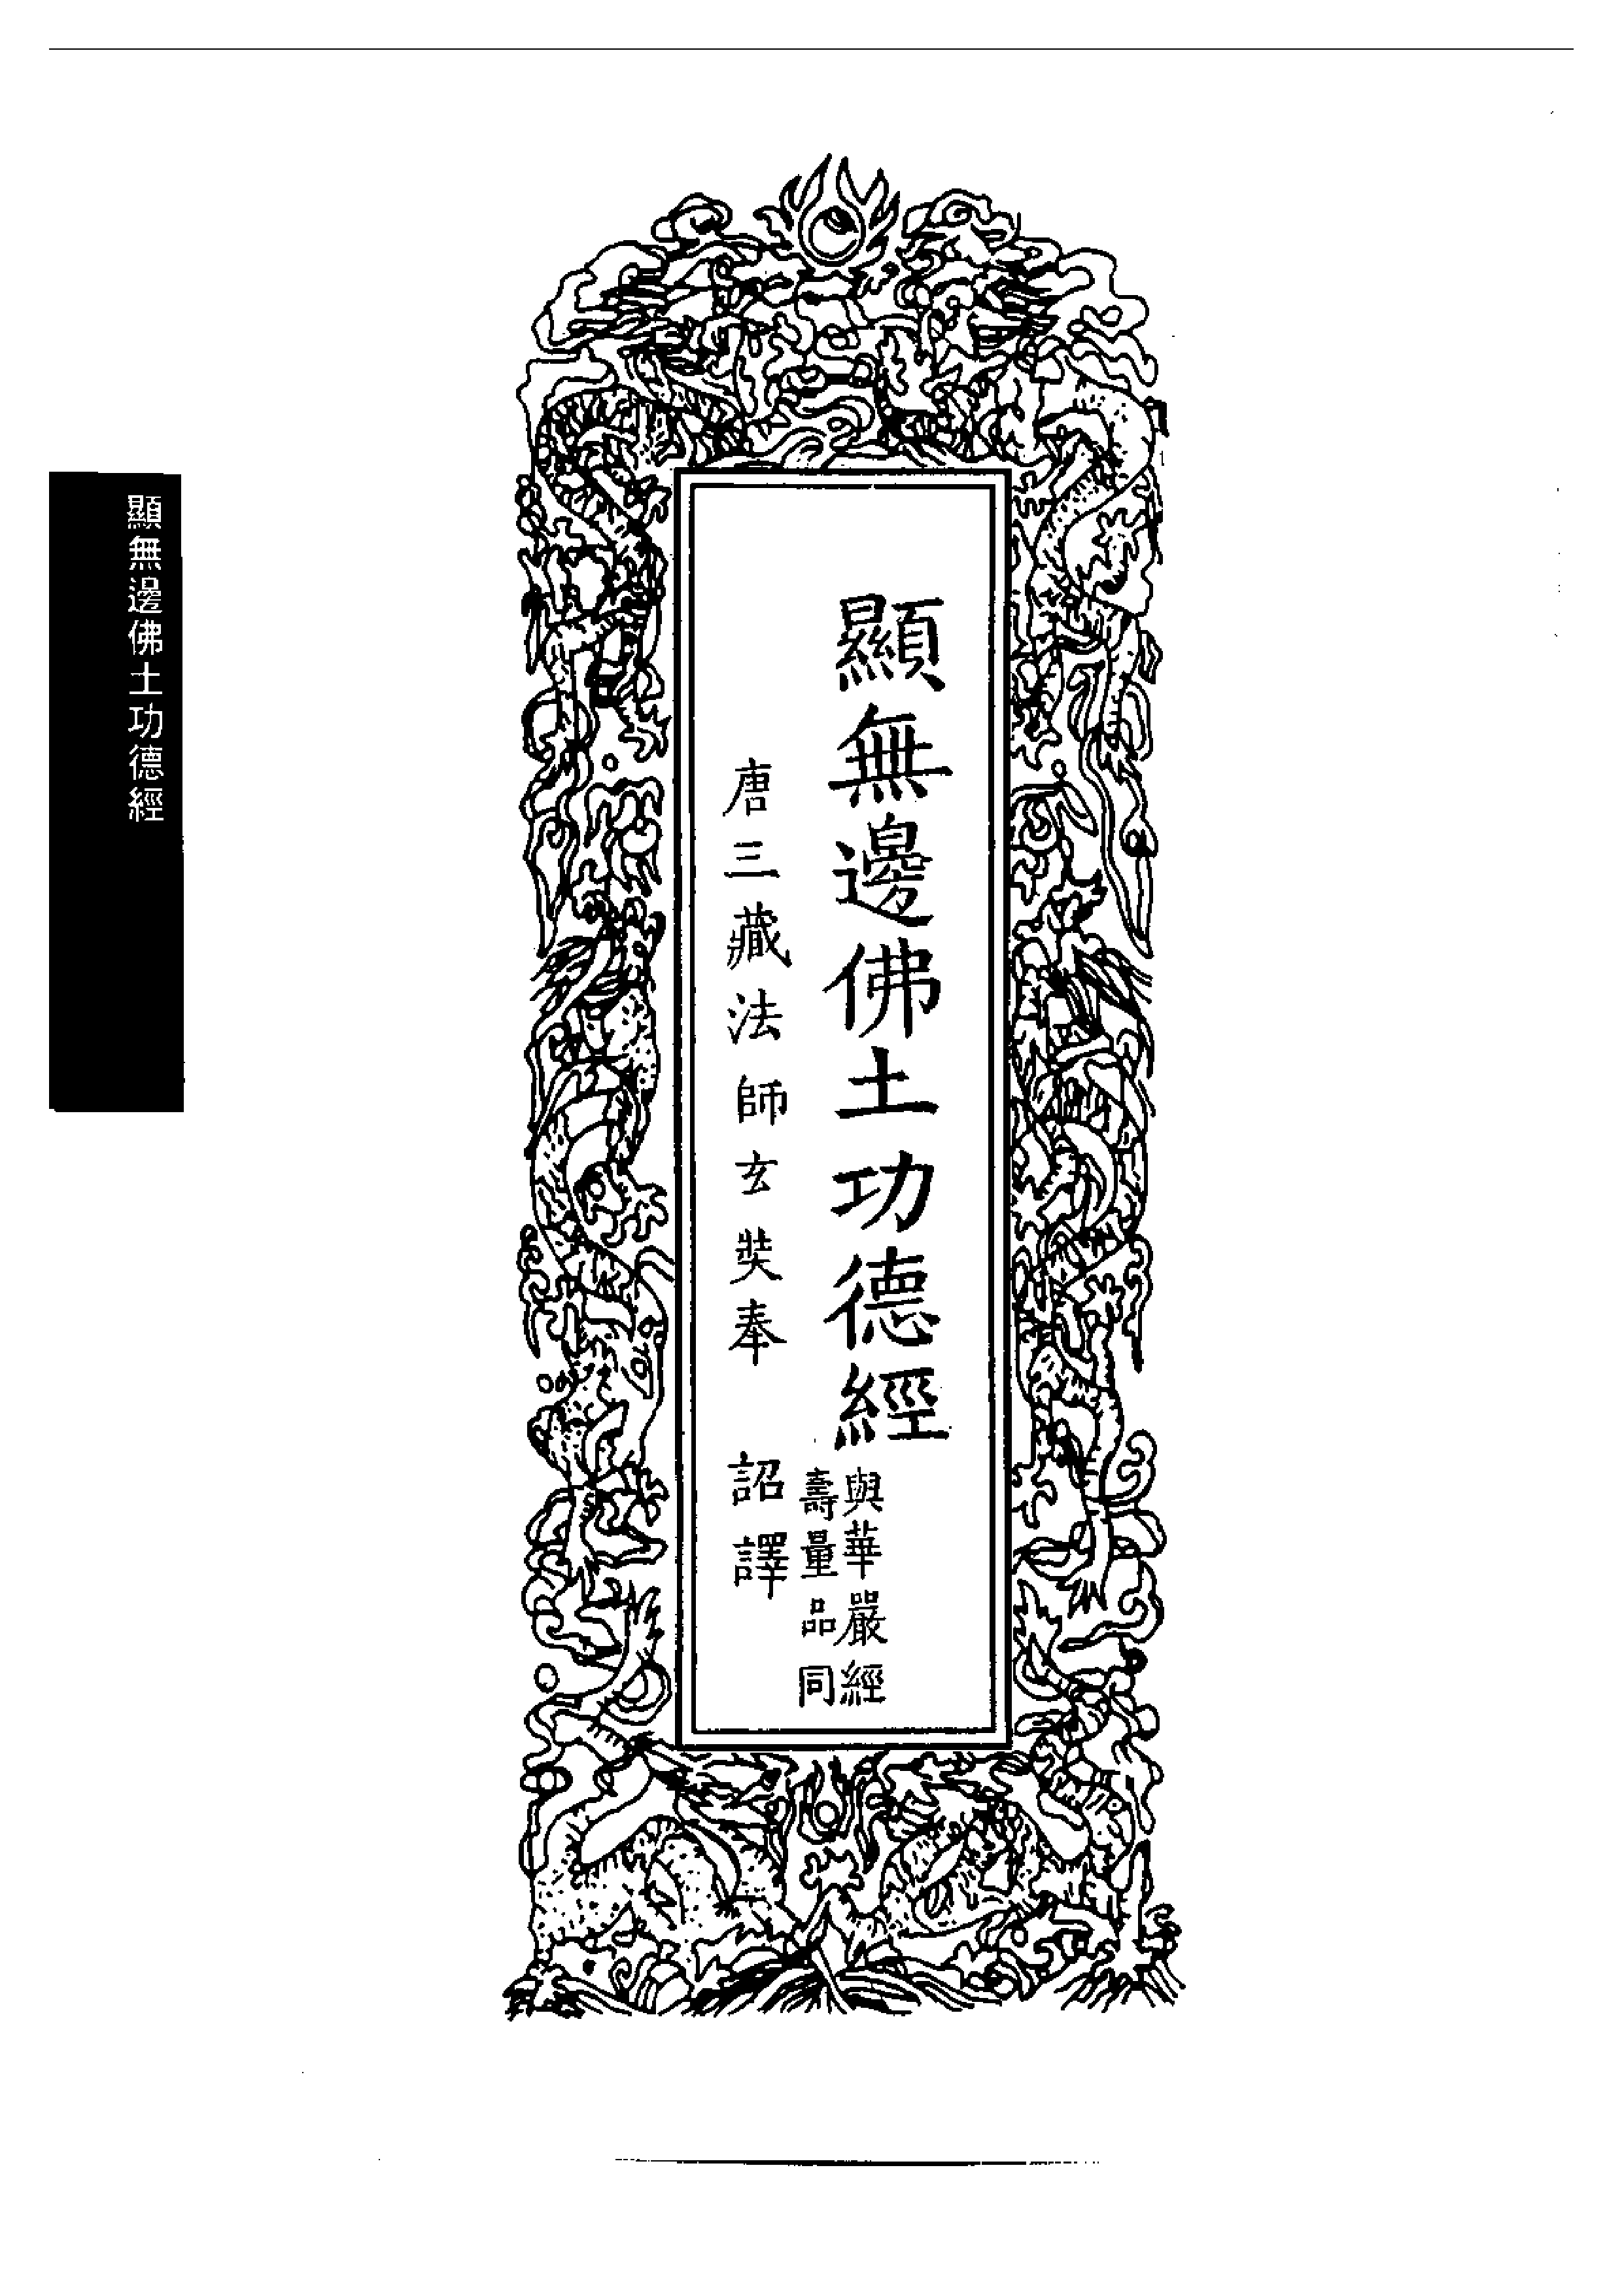 顯無邊佛土功德經
與華嚴經
壽量品同
唐三藏法師玄奘奉　詔譯
顯無邊佛土功德經